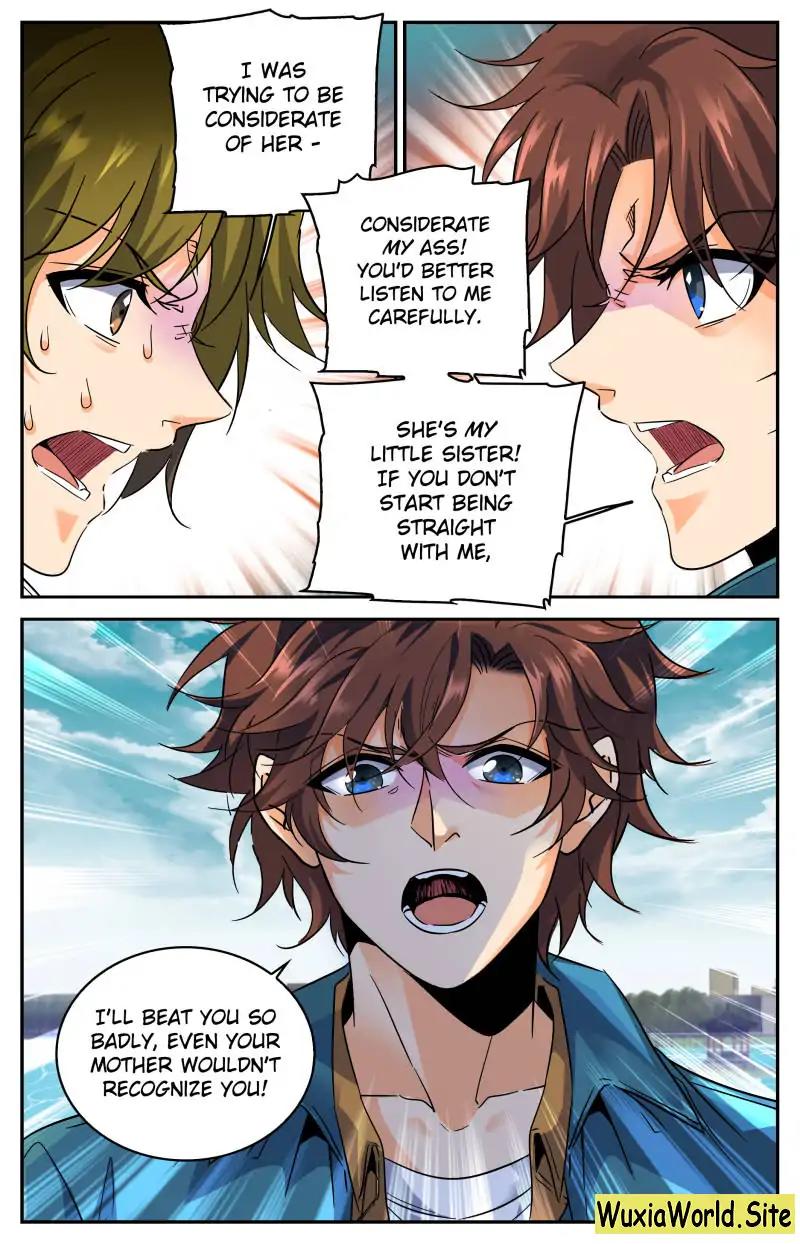 I WAS
TRYING TO BE
CONSIDERATE
OF HER -
CONSIDERATE
MY ASS!
YOU'D BETTER
LISTEN TO ME
CAREFULLY.
SHE'S MY
LITTLE SISTER!
IF YOU DON'T
START BEING
STRAIGHT
WITH ME,
I'LL BEAT YOU SO
BADLY, EVEN YOUR
MOTHER WOULDN'T
RECOGNIZE YOU!
WuxiaWorld.Site